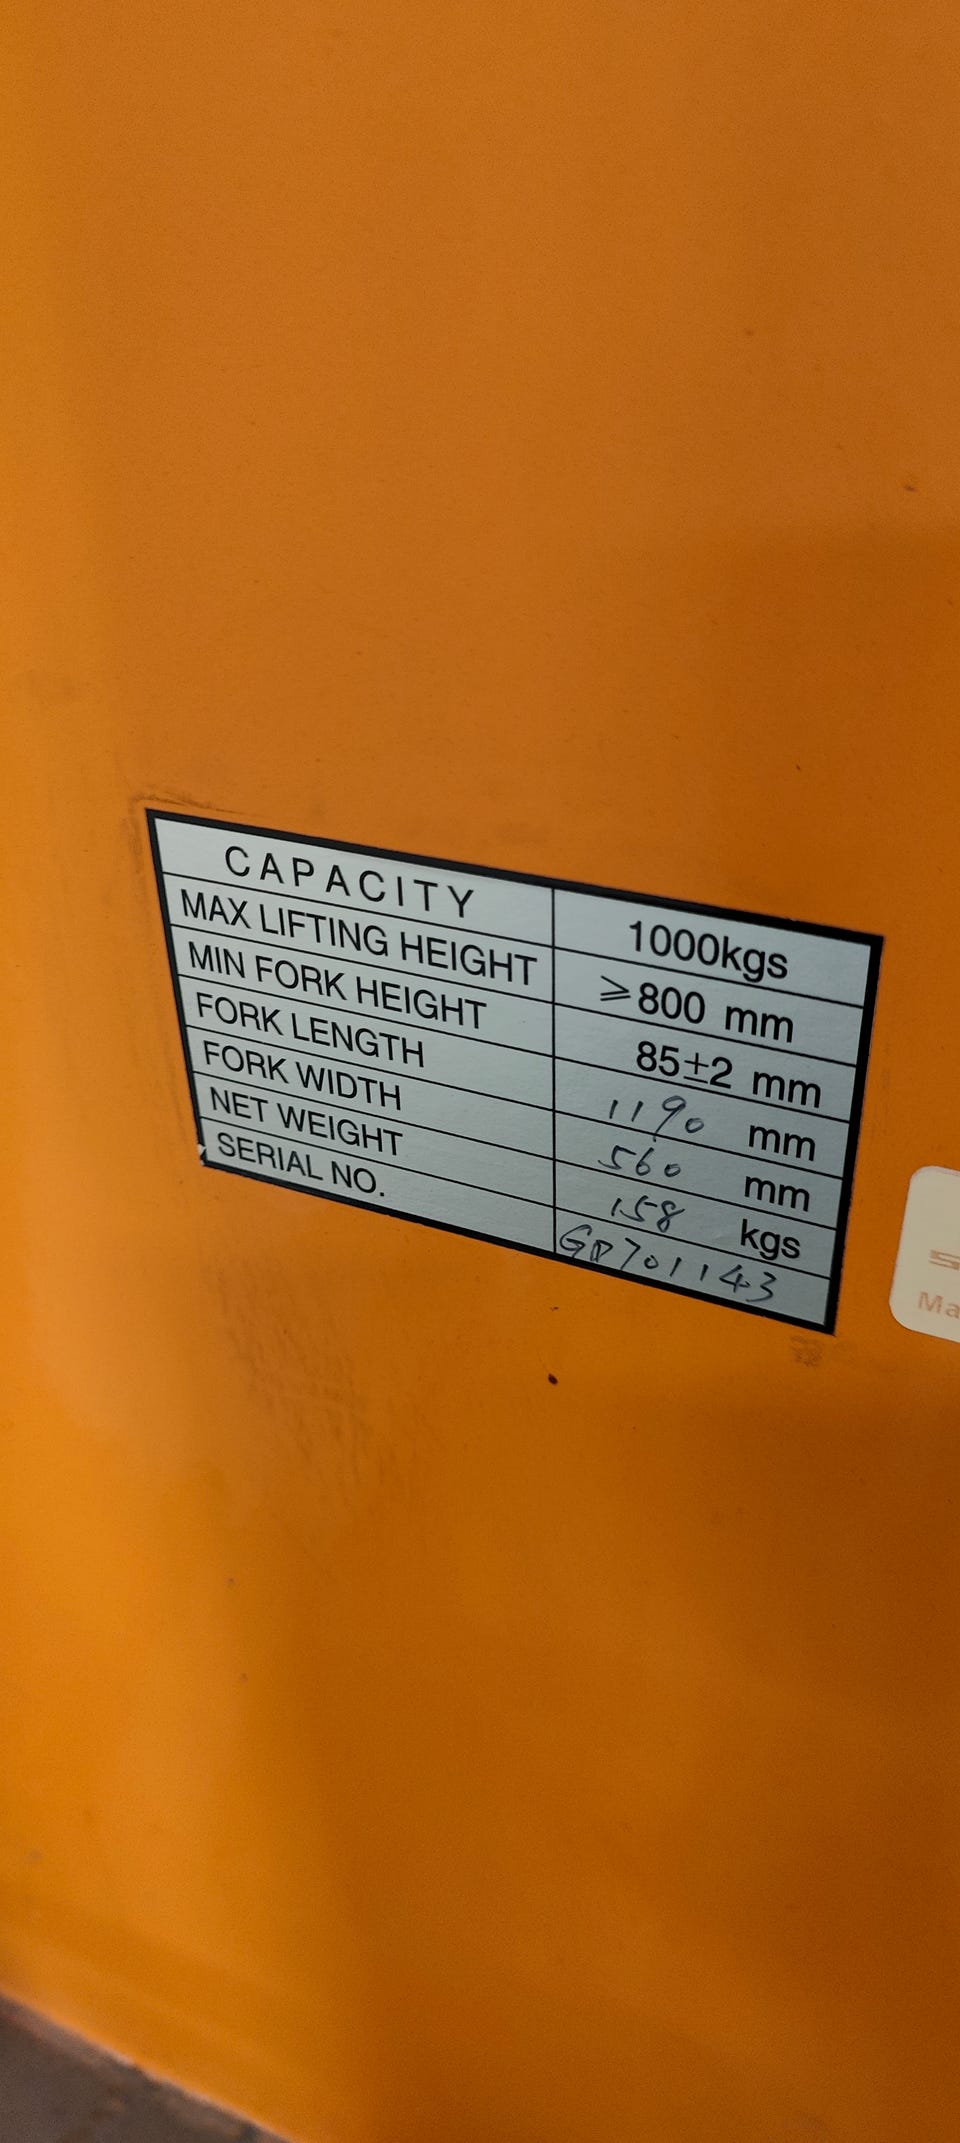 CAPACITY 1000kgs
MAX LIFTING HEIGHT ⩾800 mm
MIN FORK HEIGHT 85±2 mm
FORK LENGTH 1190 mm
FORK WIDTH 560 mm
NET WEIGHT 158 kgs
SERIAL NO. GD701143